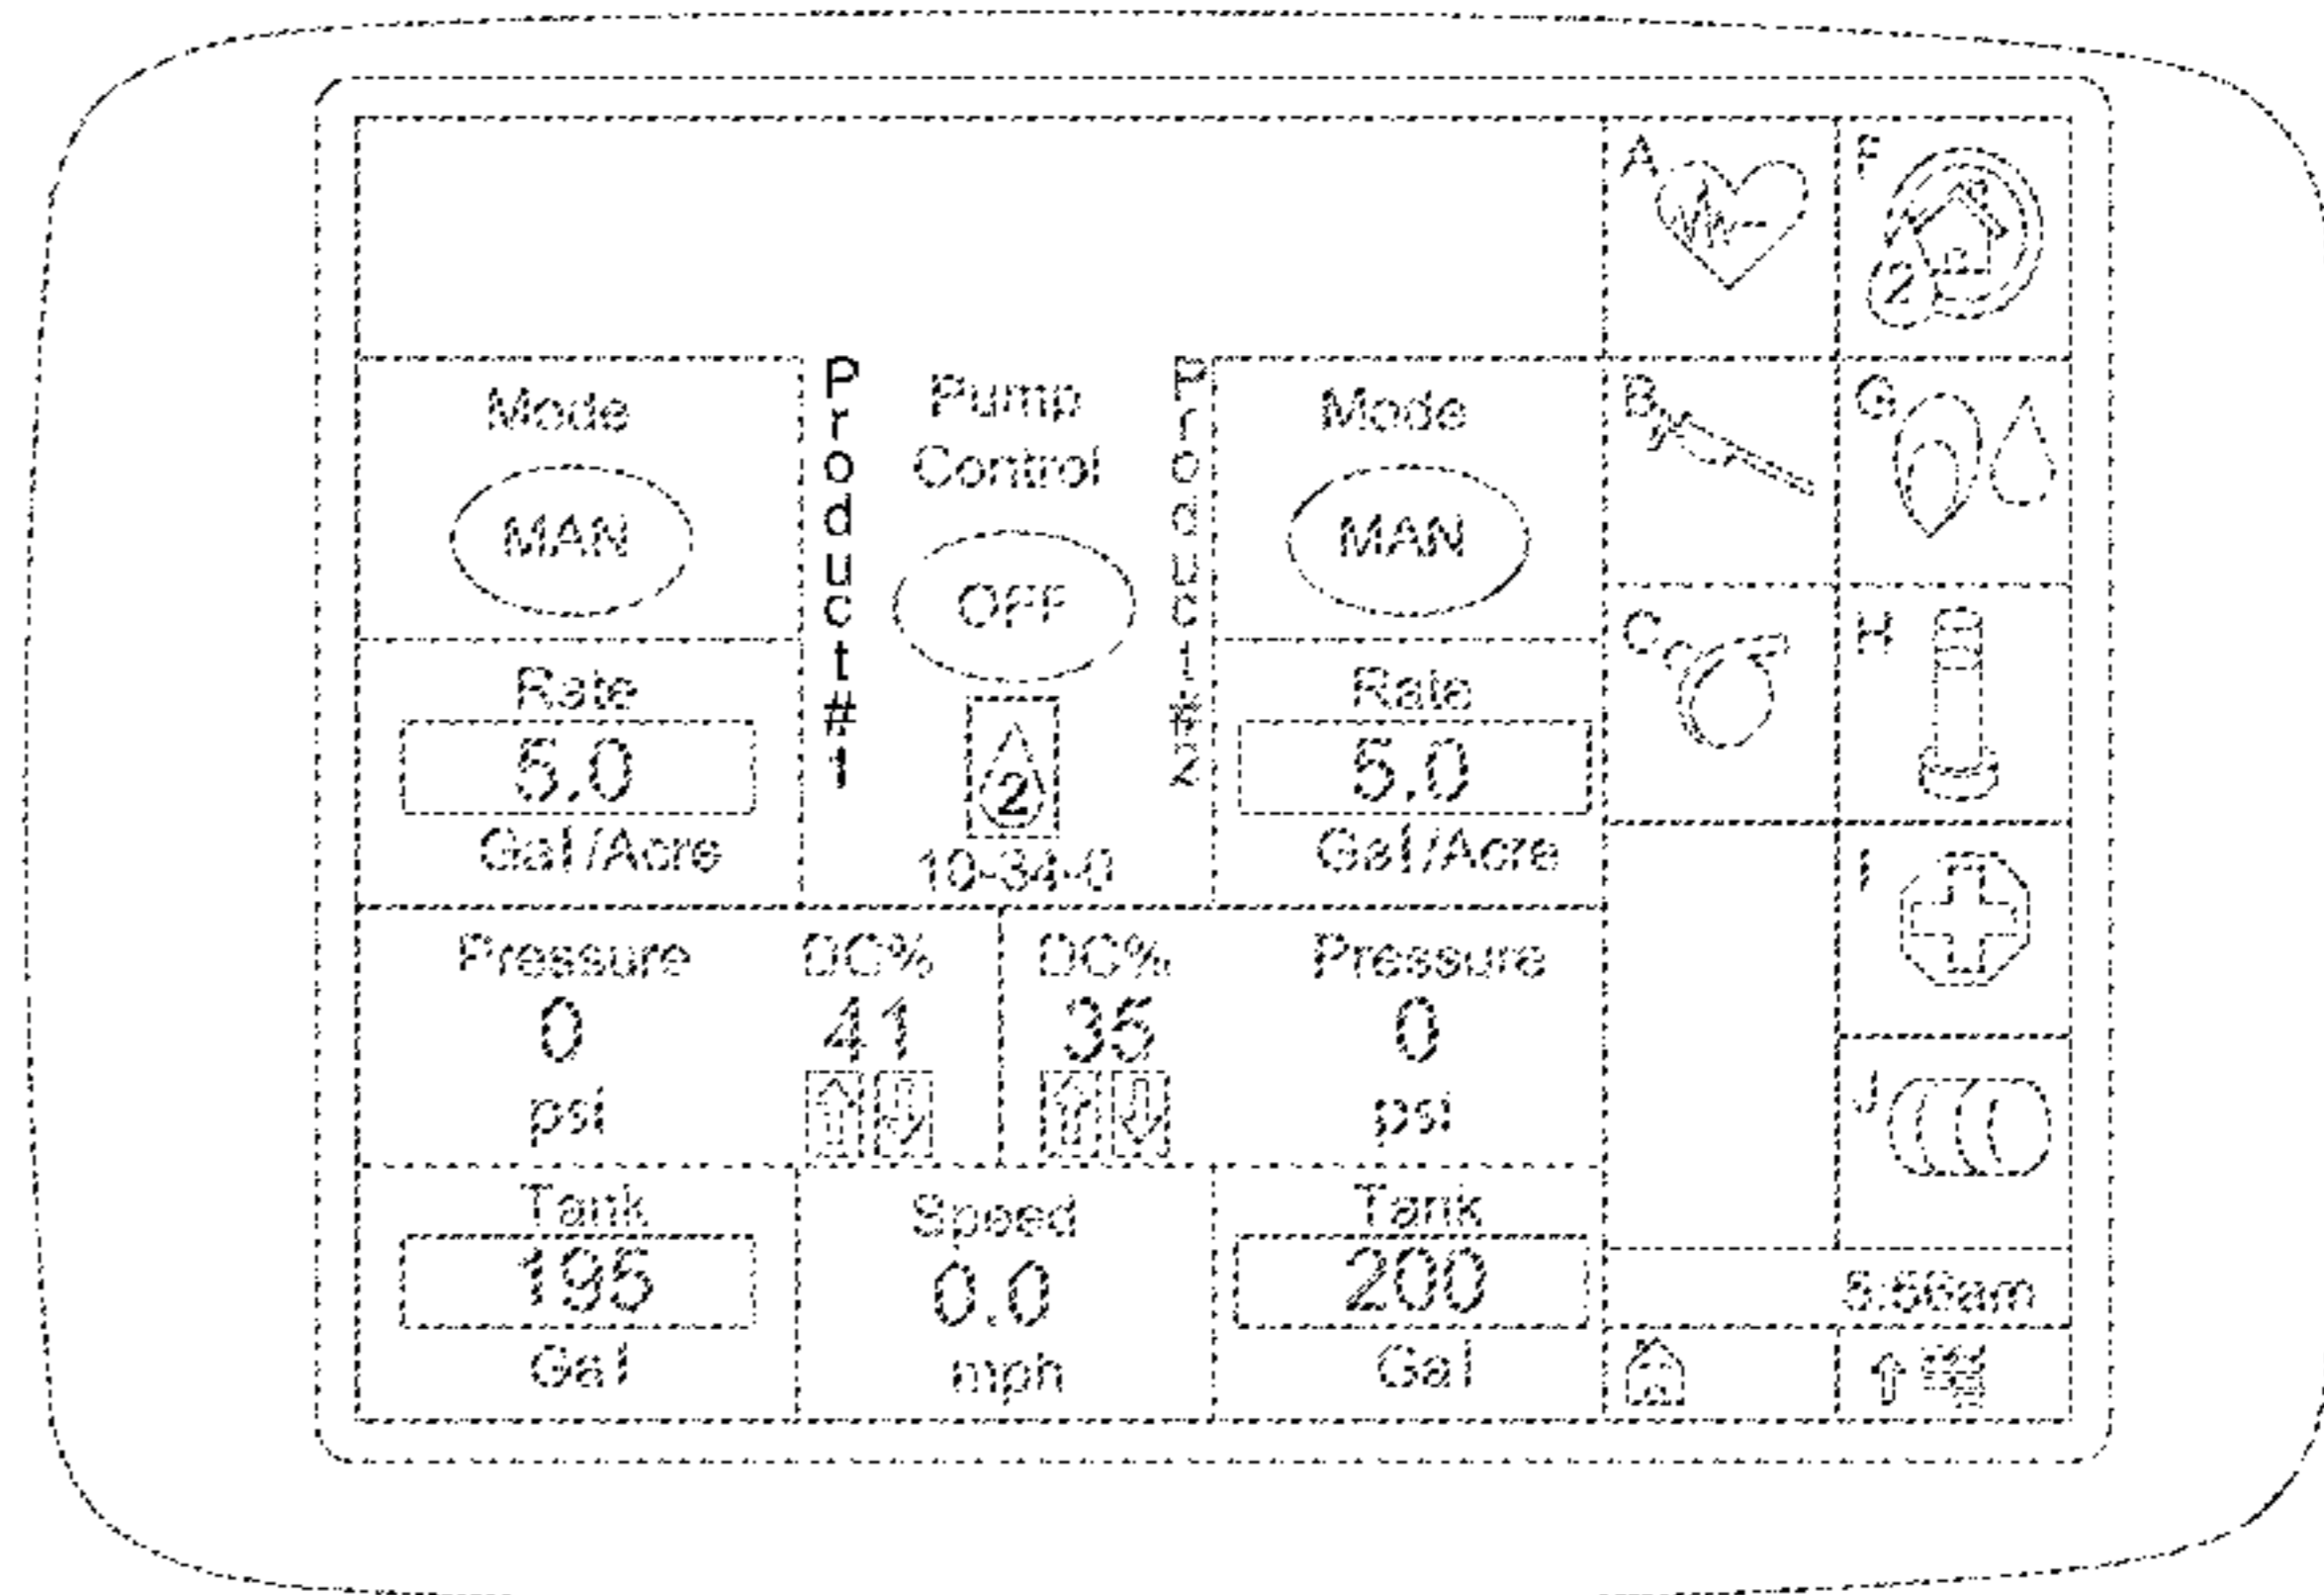 A
F
2
Mode
Product#1
Pump
Control
Product#2
Mode
B
G
MAN
OFF
MAN
C
H
Rate
5.0
Gal/Acre
2
10-34-0
Rate
5.0
Gal/Acre
I
Pressure
0
psi
DC%
41
DC%
35
Pressure
0
psi
J
Tank
195
Gal
Speed
0.0
mph
Tank
200
Gal